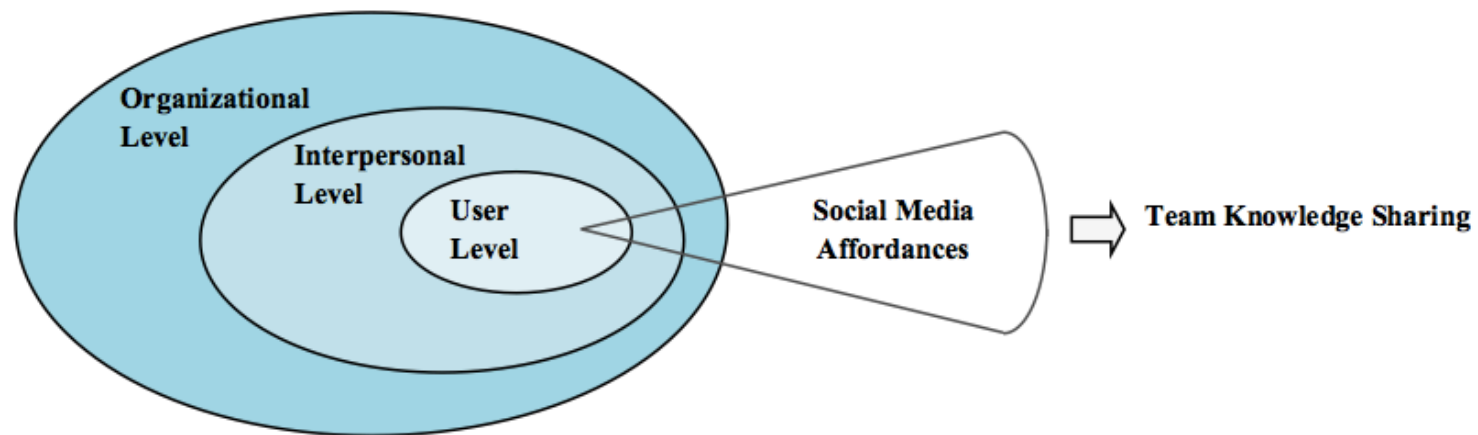 Organizational
Level
Interpersonal
Level
User
Level
Social Media
Affordances
Team Knowledge Sharing